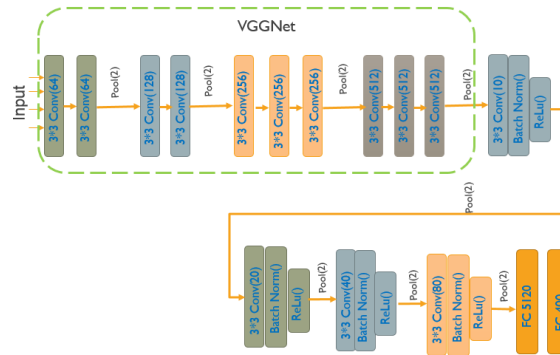 VGGNet
Input
3*3 Conv(64)
3*3 Conv(64)
Pool(2)
3*3 Conv(128)
3*3 Conv(128)
Pool(2)
3*3 Conv(256)
3*3 Conv(256)
3*3 Conv(256)
Pool(2)
3*3 Conv(512)
3*3 Conv(512)
3*3 Conv(512)
Pool(2)
3*3 Conv(10)
Batch Norm()
ReLu()
Pool(2)
3*3 Conv(20)
Batch Norm()
ReLu()
Pool(2)
3*3 Conv(40)
Batch Norm()
ReLu()
Pool(2)
3*3 Conv(80)
Batch Norm()
ReLu()
Pool(2)
FC 5120
FC 400